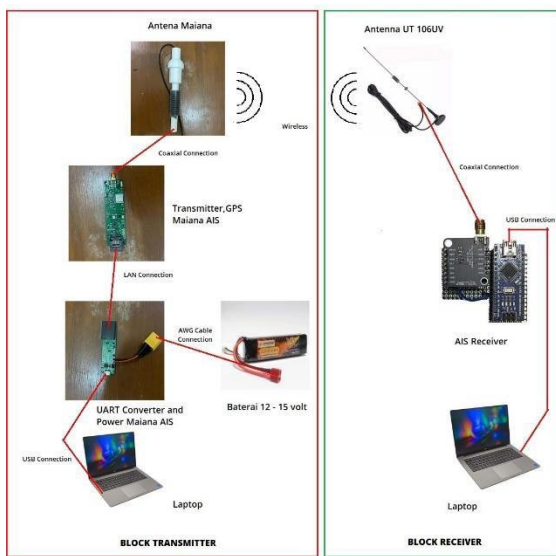 Antena Maiana
Wireless
Coaxial Connection
Transmitter,GPS
Maiana AIS
LAN Connection
AWG Cable
Connection
UART Converter and
Power Maiana AIS
Baterai 12 - 15 volt
USB Connection
Laptop
BLOCK TRANSMITTER
Antenna UT 106UV
Coaxial Connection
USB Connection
AIS Receiver
Laptop
BLOCK RECEIVER